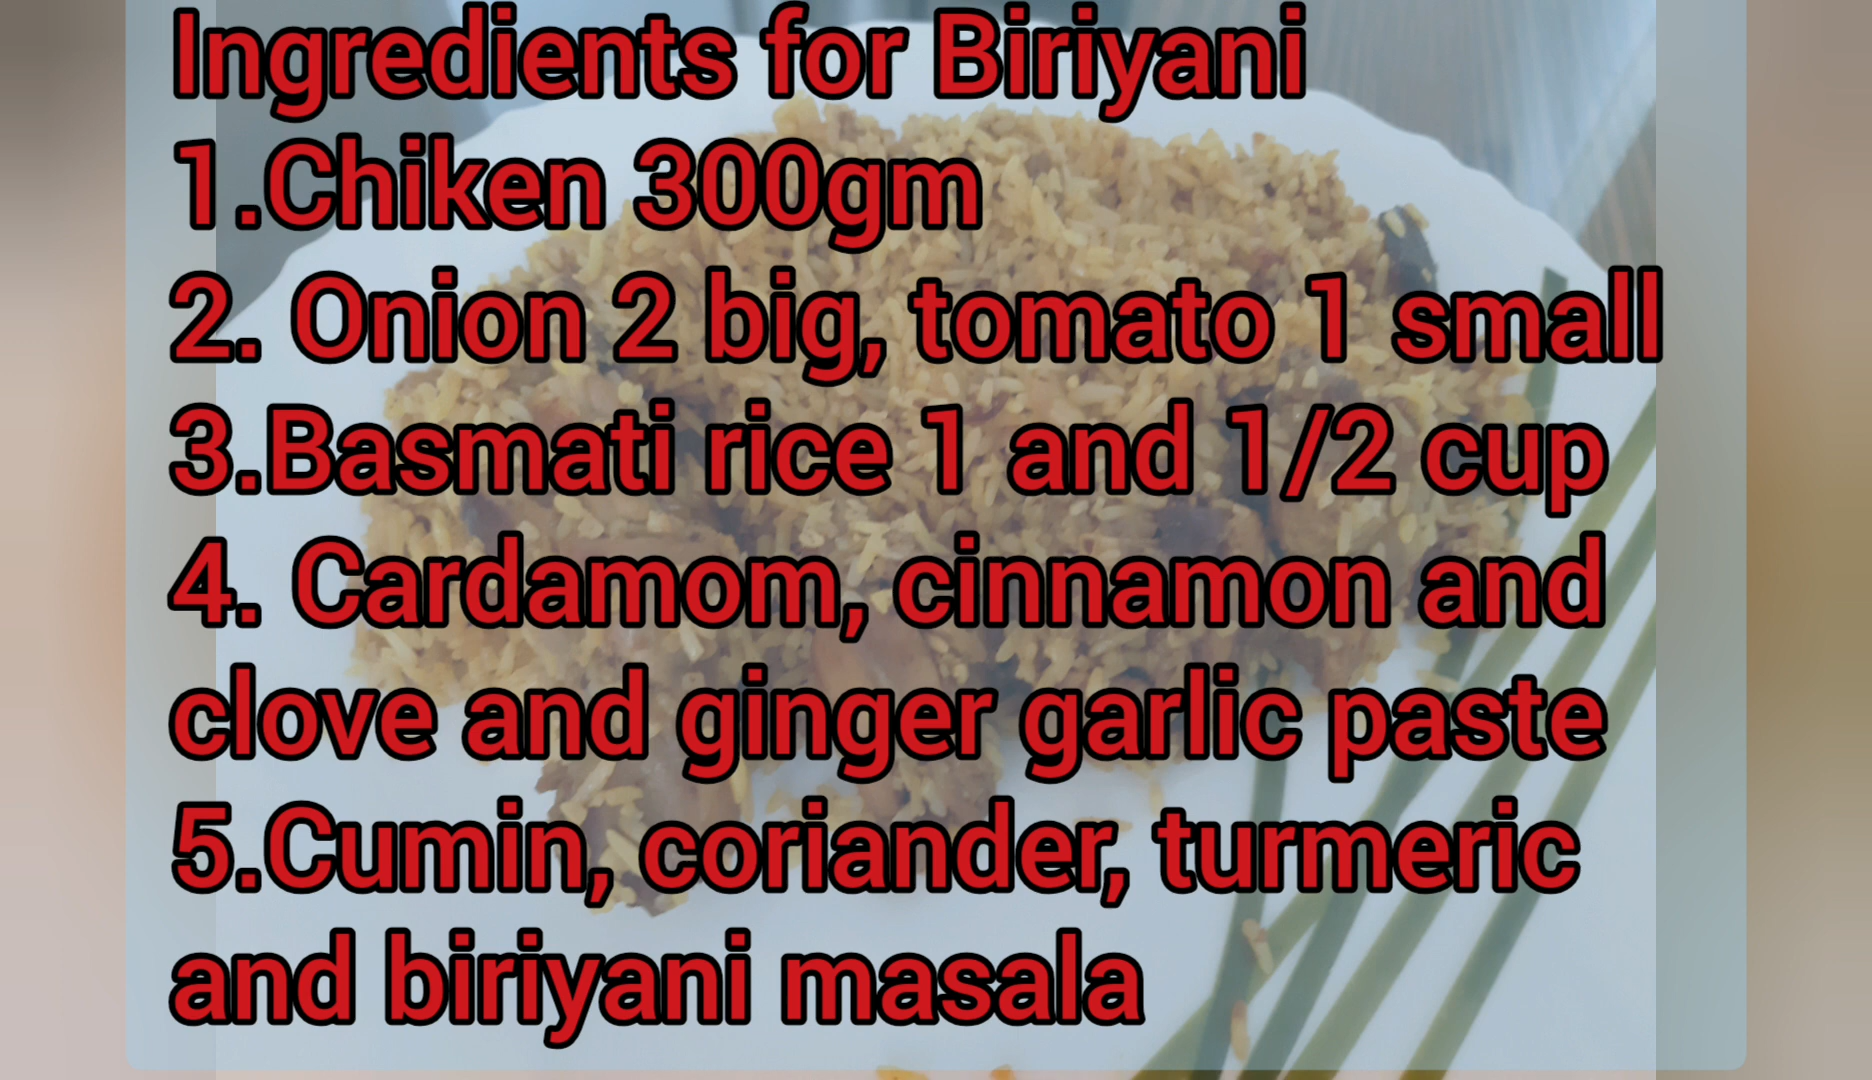 Ingredients for Biriyani
1.Chiken 300gm
2. Onion 2 big, tomato 1 small
3.Basmati rice 1 and 1/2 cup
4. Cardamom, cinnamon and
clove and ginger garlic paste
5.Cumin, coriander, turmeric
and biriyani masala